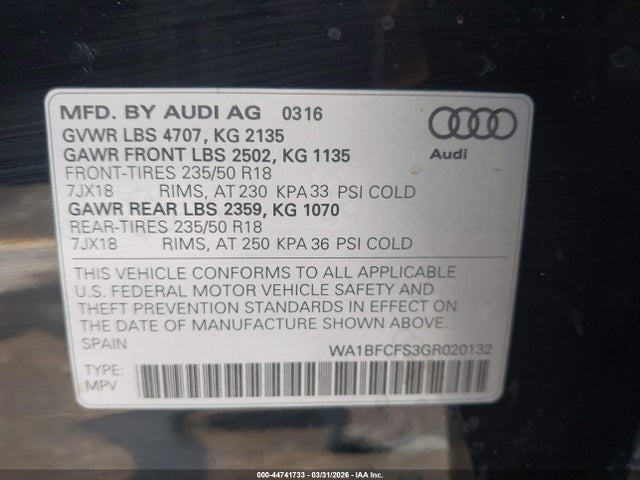 MFD. BY AUDI AG 0316
GVWR LBS 4707, KG 2135
GAWR FRONT LBS 2502, KG 1135
FRONT-TIRES 235/50 R18
7JX18 RIMS, AT 230 KPA 33 PSI COLD
GAWR REAR LBS 2359, KG 1070
REAR-TIRES 235/50 R18
7JX18 RIMS, AT 250 KPA 36 PSI COLD
Audi
THIS VEHICLE CONFORMS TO ALL APPLICABLE
U.S. FEDERAL MOTOR VEHICLE SAFETY AND
THEFT PREVENTION STANDARDS IN EFFECT ON
THE DATE OF MANUFACTURE SHOWN ABOVE.
SPAIN WA1BFCFS3GR020132
TYPE:
MPV
000-44741733 - 03/31/2026 - IAA Inc.